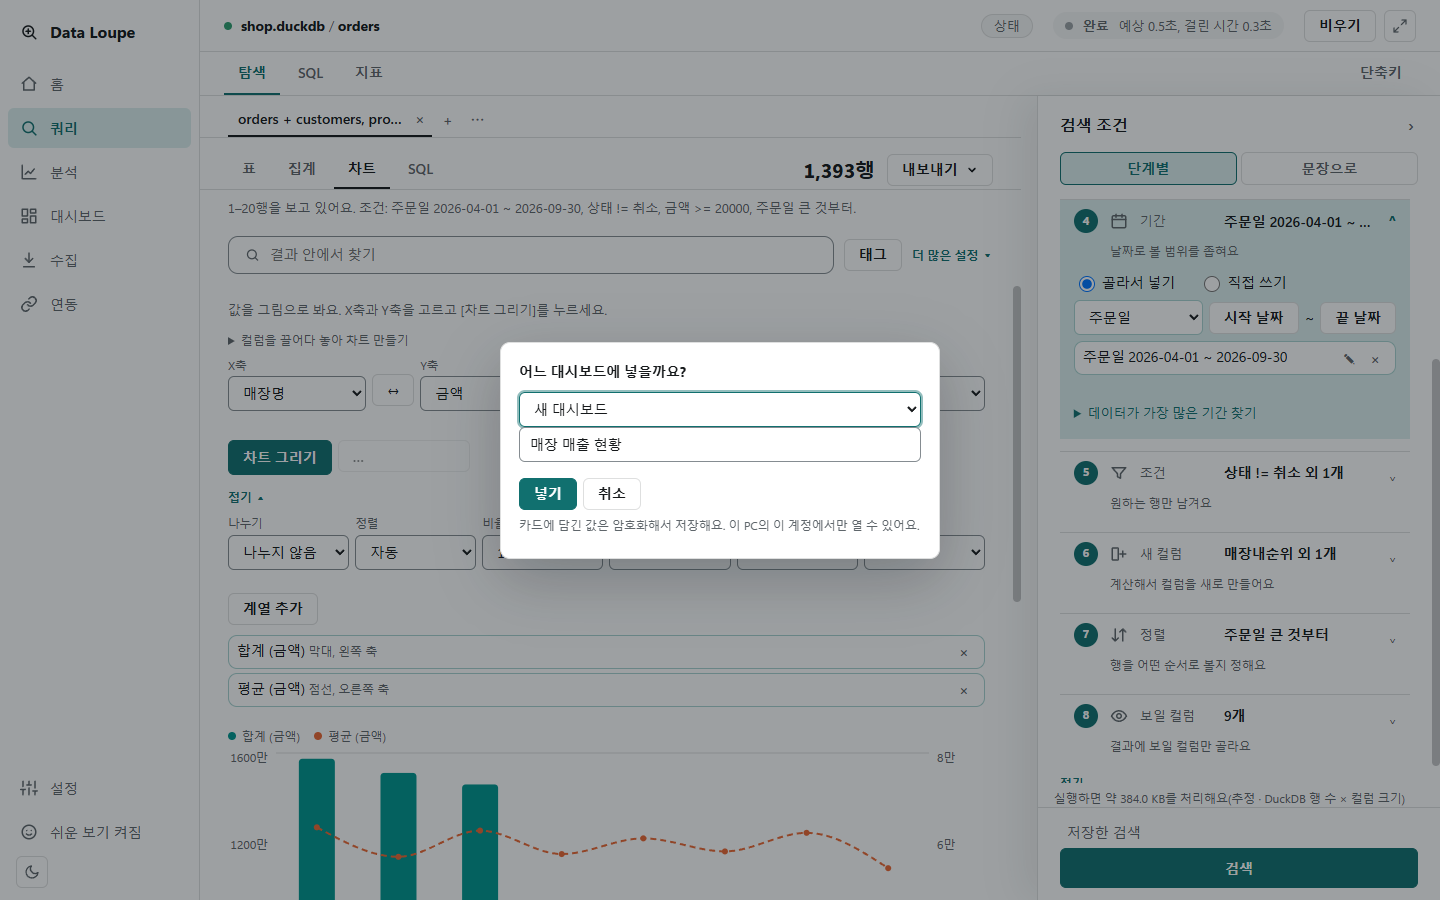 Data Loupe
홈
쿼리
분석
대시보드
수집
연동
설정
쉬운 보기 켜짐
shop.duckdb / orders
상태
완료 예상 0.5초, 걸린 시간 0.3초
비우기
탐색 SQL 지표
단축키
orders + customers, pro... × + ⋯
표 집계 차트 SQL
1,393행
내보내기
1–20행을 보고 있어요. 조건: 주문일 2026-04-01 ~ 2026-09-30, 상태 != 취소, 금액 >= 20000, 주문일 큰 것부터.
결과 안에서 찾기
태그
더 많은 설정
값을 그림으로 봐요. X축과 Y축을 고르고 [차트 그리기]를 누르세요.
컬럼을 끌어다 놓아 차트 만들기
X축 Y축
매장명 ↔ 금액
차트 그리기 ...
접기
나누기 정렬
나누지 않음 자동
계열 추가
합계 (금액) 막대, 왼쪽 축 ×
평균 (금액) 점선, 오른쪽 축 ×
합계 (금액) 평균 (금액)
1600만 8만
1200만 6만
어느 대시보드에 넣을까요?
새 대시보드
매장 매출 현황
넣기 취소
카드에 담긴 값은 암호화해서 저장해요. 이 PC의 이 계정에서만 열 수 있어요.
검색 조건
단계별 문장으로
4 기간 주문일 2026-04-01 ~ ...
날짜로 볼 범위를 좁혀요
골라서 넣기 직접 쓰기
주문일 시작 날짜 ~ 끝 날짜
주문일 2026-04-01 ~ 2026-09-30 ×
데이터가 가장 많은 기간 찾기
5 조건 상태 != 취소 외 1개
원하는 행만 남겨요
6 새 컬럼 매장내순위 외 1개
계산해서 컬럼을 새로 만들어요
7 정렬 주문일 큰 것부터
행을 어떤 순서로 볼지 정해요
8 보일 컬럼 9개
결과에 보일 컬럼만 골라요
접기
실행하면 약 384.0 KB를 처리해요(추정 · DuckDB 행 수 × 컬럼 크기)
저장한 검색
검색